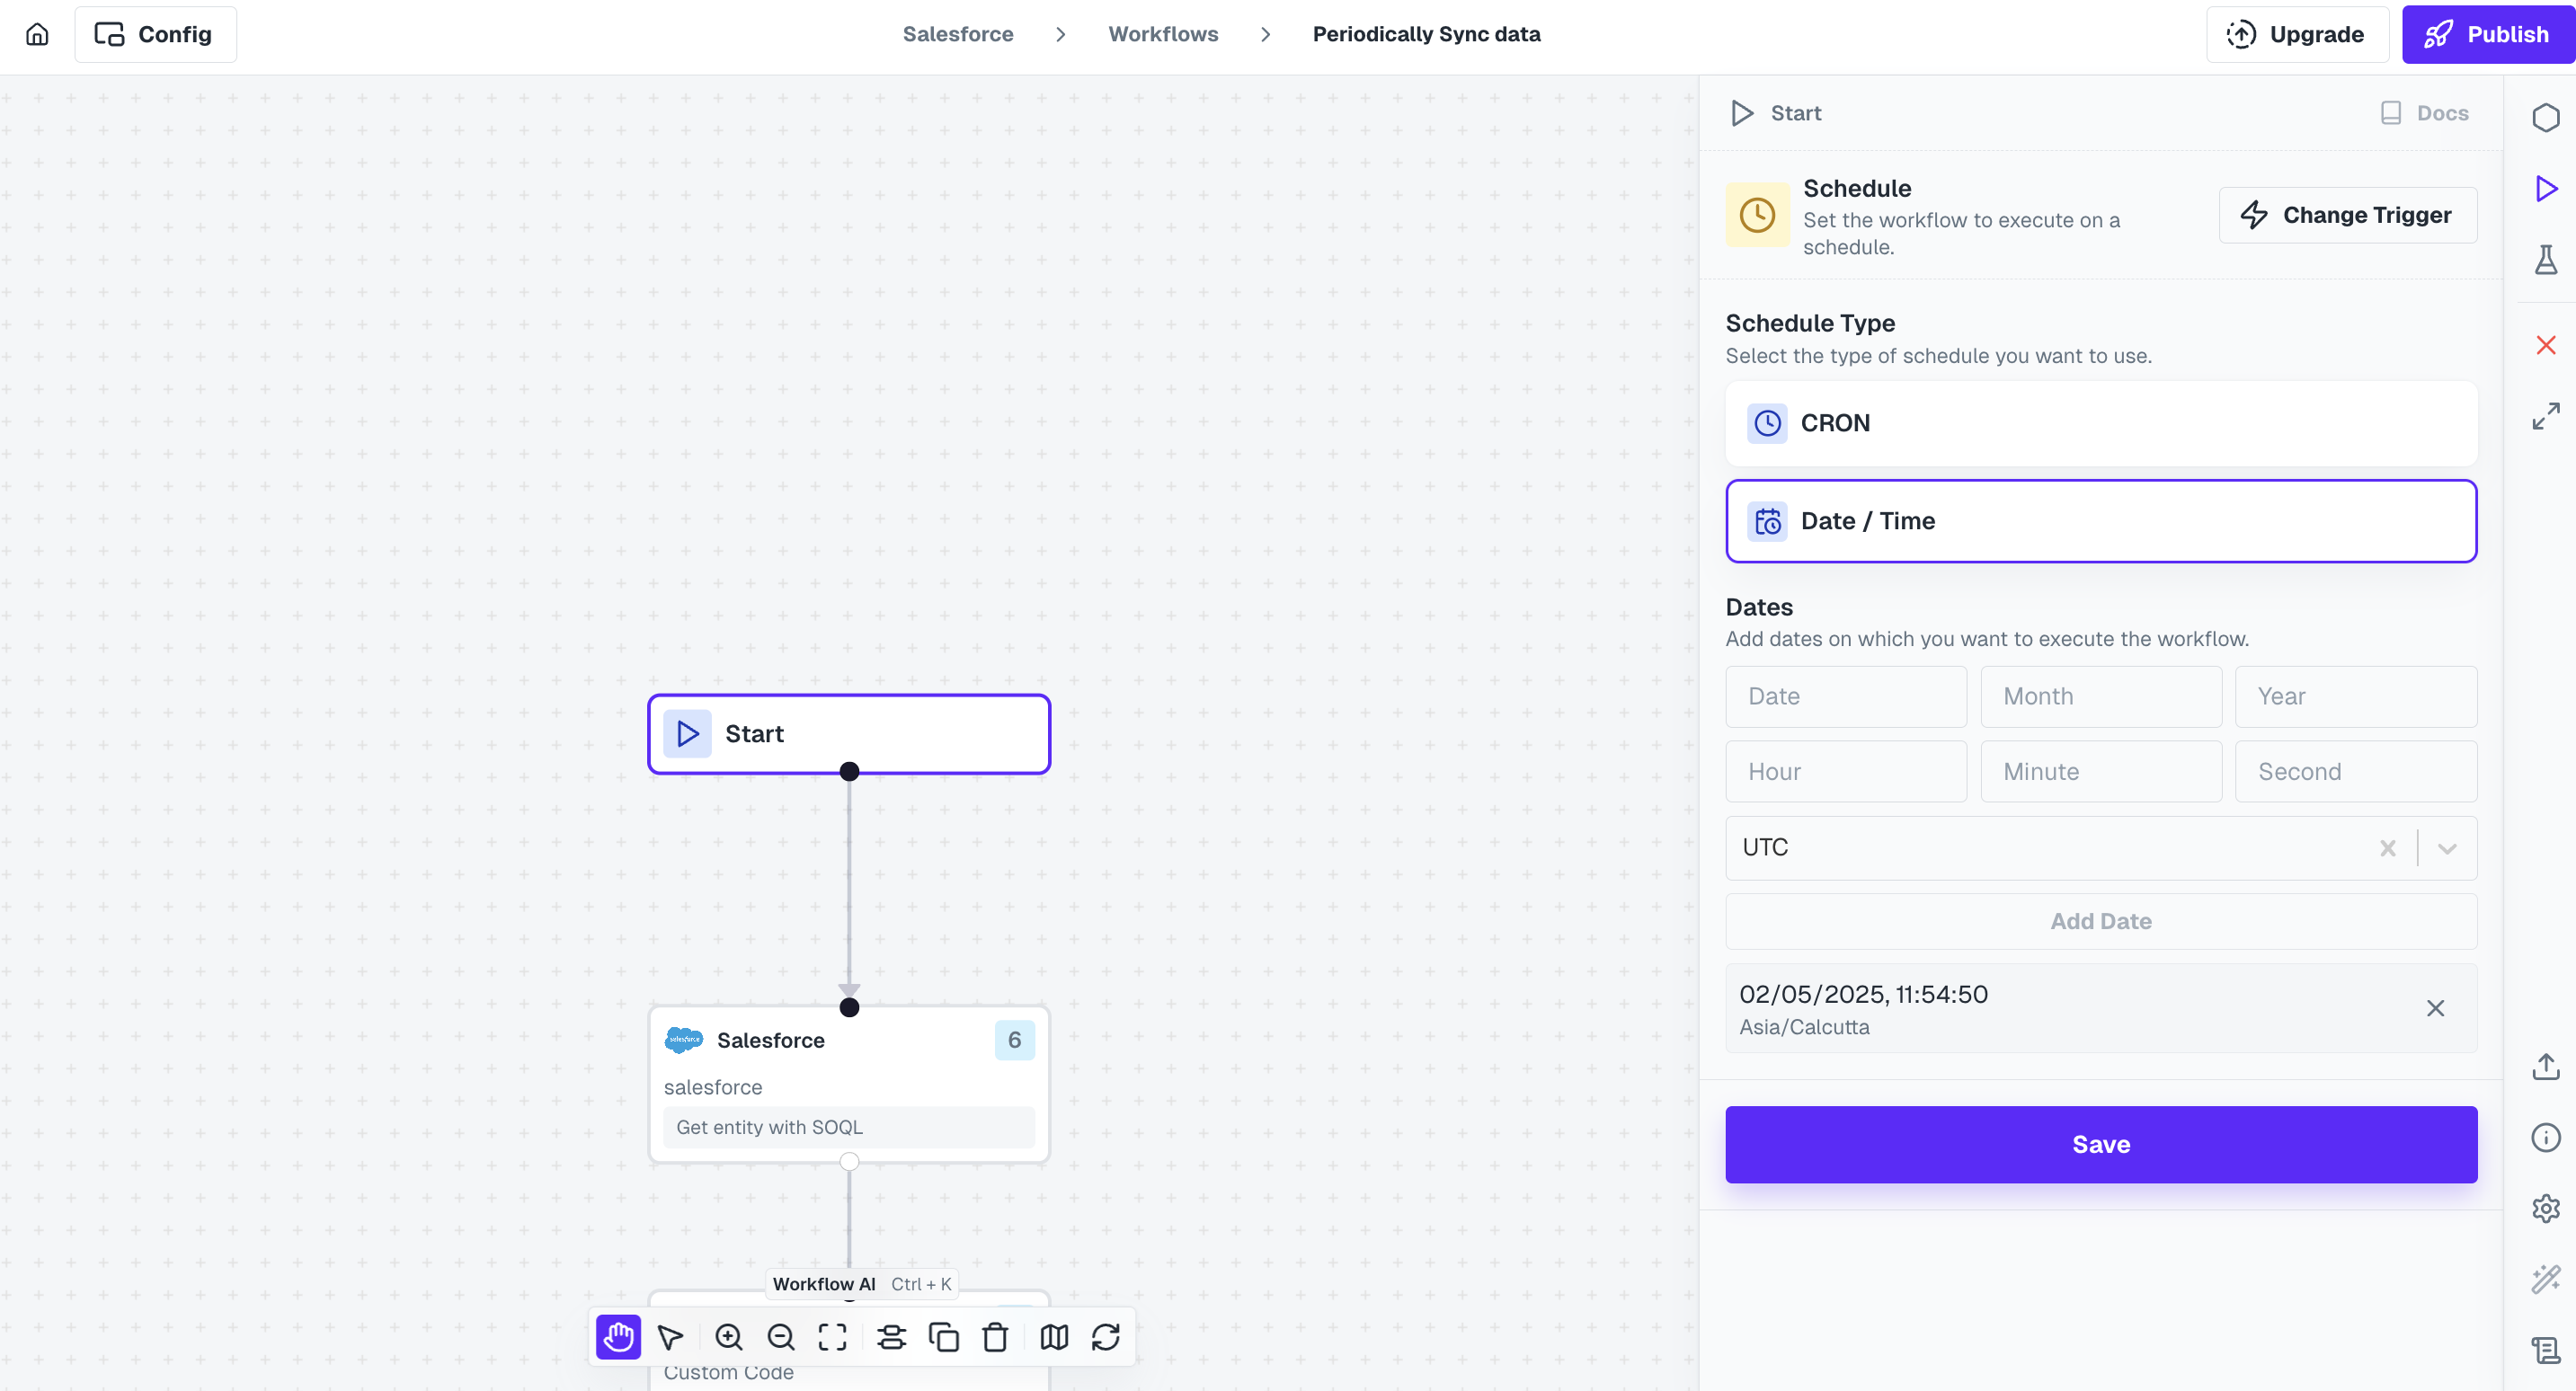 Config
Salesforce > Workflows > Periodically Sync data
Upgrade
Publish
Start
Docs
Schedule
Set the workflow to execute on a
schedule.
Change Trigger
Schedule Type
Select the type of schedule you want to use.
CRON
Date / Time
Dates
Add dates on which you want to execute the workflow.
Date
Month
Year
Hour
Minute
Second
UTC
Add Date
02/05/2025, 11:54:50
Asia/Calcutta
Save
Start
Salesforce
6
salesforce
Get entity with SOQL
Workflow AI Ctrl + K
Custom Code